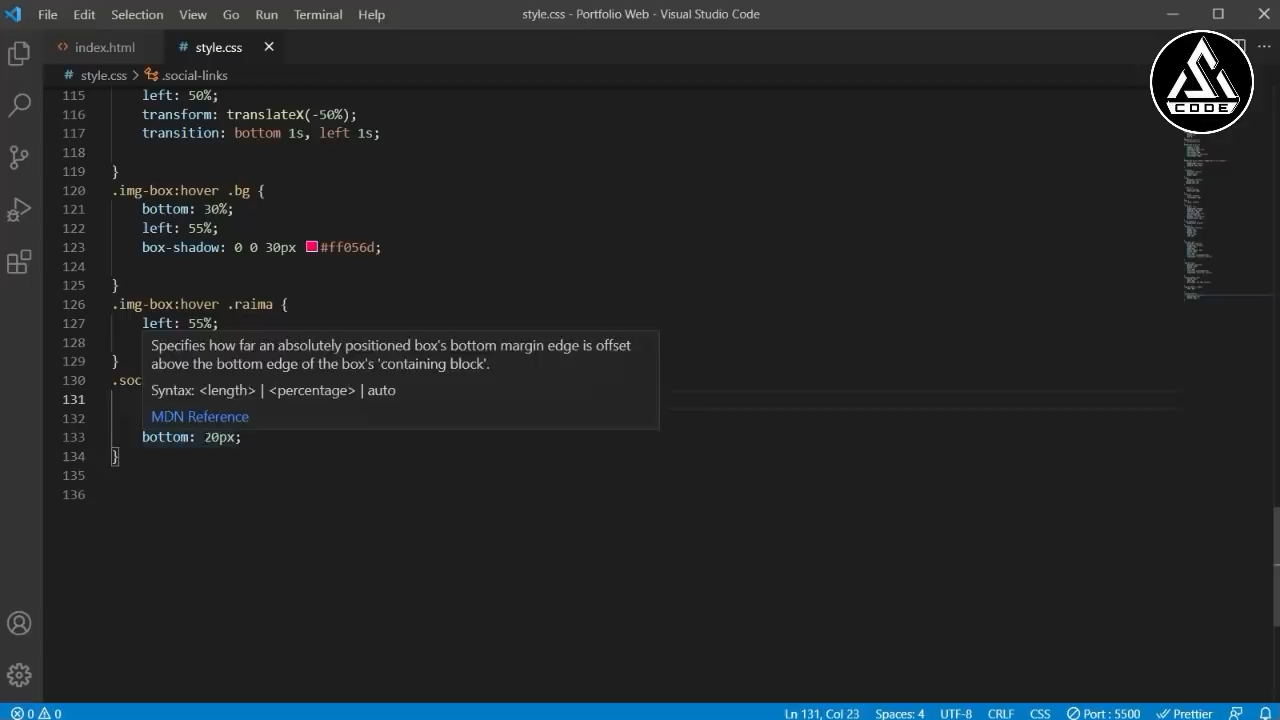 File Edit Selection View Go Run Terminal Help style.css - Portfolio Web - Visual Studio Code
index.html # style.css
# style.css > .social-links
CODE
115 left: 50%;
116 transform: translateX(-50%);
117 transition: bottom 1s, left 1s;
118
119 }
120 .img-box:hover .bg {
121 bottom: 30%;
122 left: 55%;
123 box-shadow: 0 0 30px #ff056d;
124
125 }
126 .img-box:hover .raima {
127 left: 55%;
128
Specifies how far an absolutely positioned box's bottom margin edge is offset
129 }
above the bottom edge of the box's 'containing block'.
130 .soc
Syntax: <length> | <percentage> | auto
131
132
MDN Reference
133 bottom: 20px;
134 }
135
136
0 0 Ln 131, Col 23 Spaces: 4 UTF-8 CRLF CSS Port : 5500 Prettier